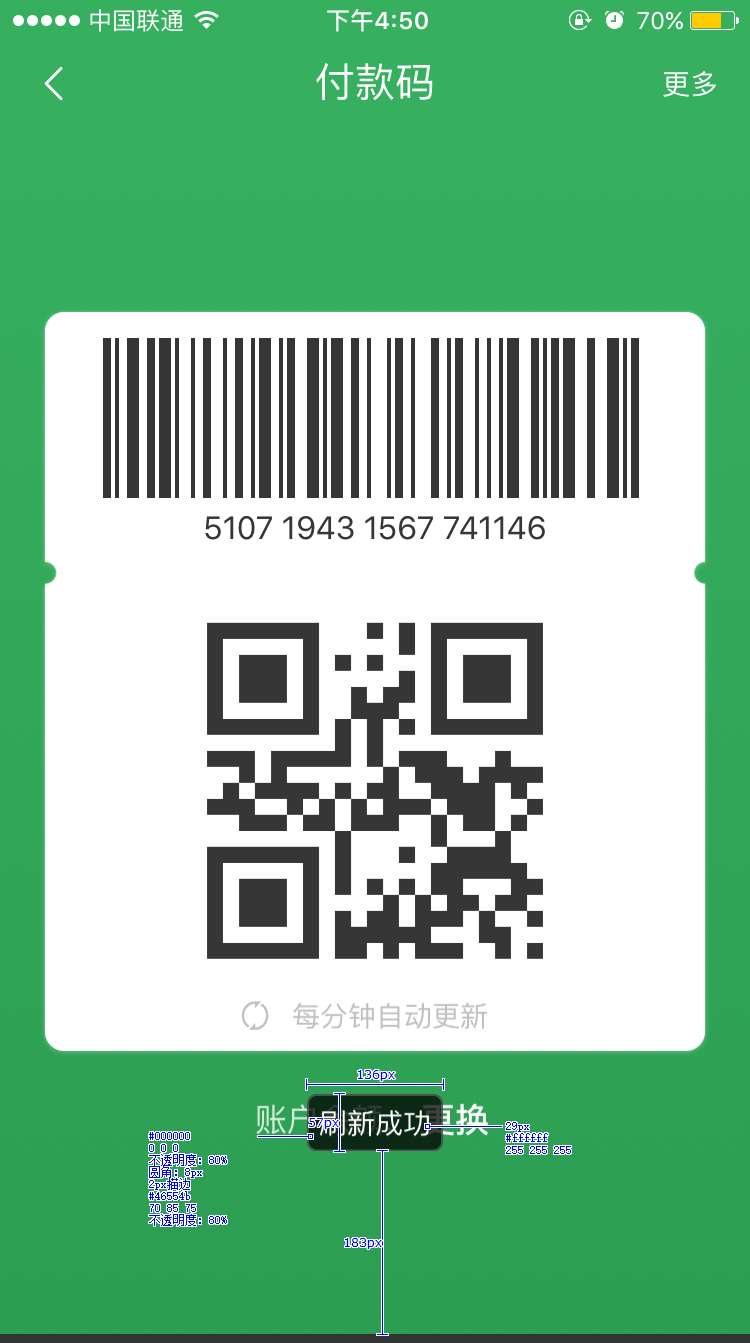 中国联通 下午4:50 70%
付款码 更多
5107 1943 1567 741146
每分钟自动更新
136px
账户 更换
57px 刷新成功 29px
#ffffff
255 255 255
#000000
0 0 0
不透明度: 80%
圆角: 8px
2px描边
#46554b
70 85 75
不透明度: 80%
183px